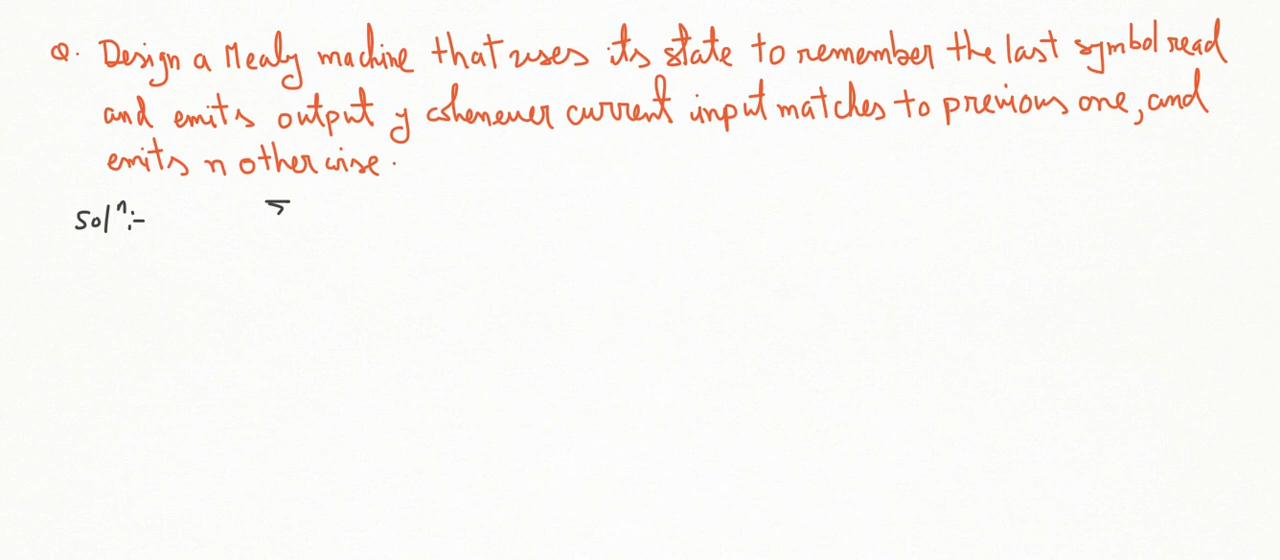 Q. Design a Mealy machine that uses its state to remember the last symbol read
and emits output y whenever current input matches to previous one, and
emits n otherwise.
Solⁿ:-